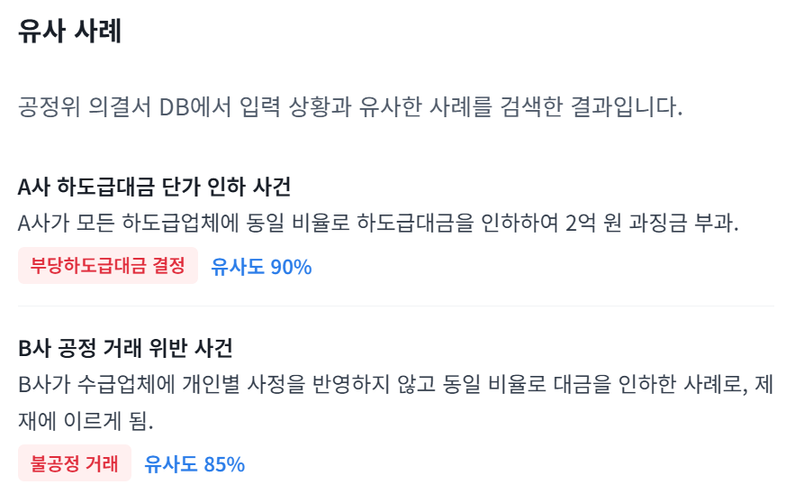 유사 사례
공정위 의결서 DB에서 입력 상황과 유사한 사례를 검색한 결과입니다.
A사 하도급대금 단가 인하 사건
A사가 모든 하도급업체에 동일 비율로 하도급대금을 인하하여 2억 원 과징금 부과.
부당하도급대금 결정 유사도 90%
B사 공정 거래 위반 사건
B사가 수급업체에 개인별 사정을 반영하지 않고 동일 비율로 대금을 인하한 사례로, 제
재에 이르게 됨.
불공정 거래 유사도 85%